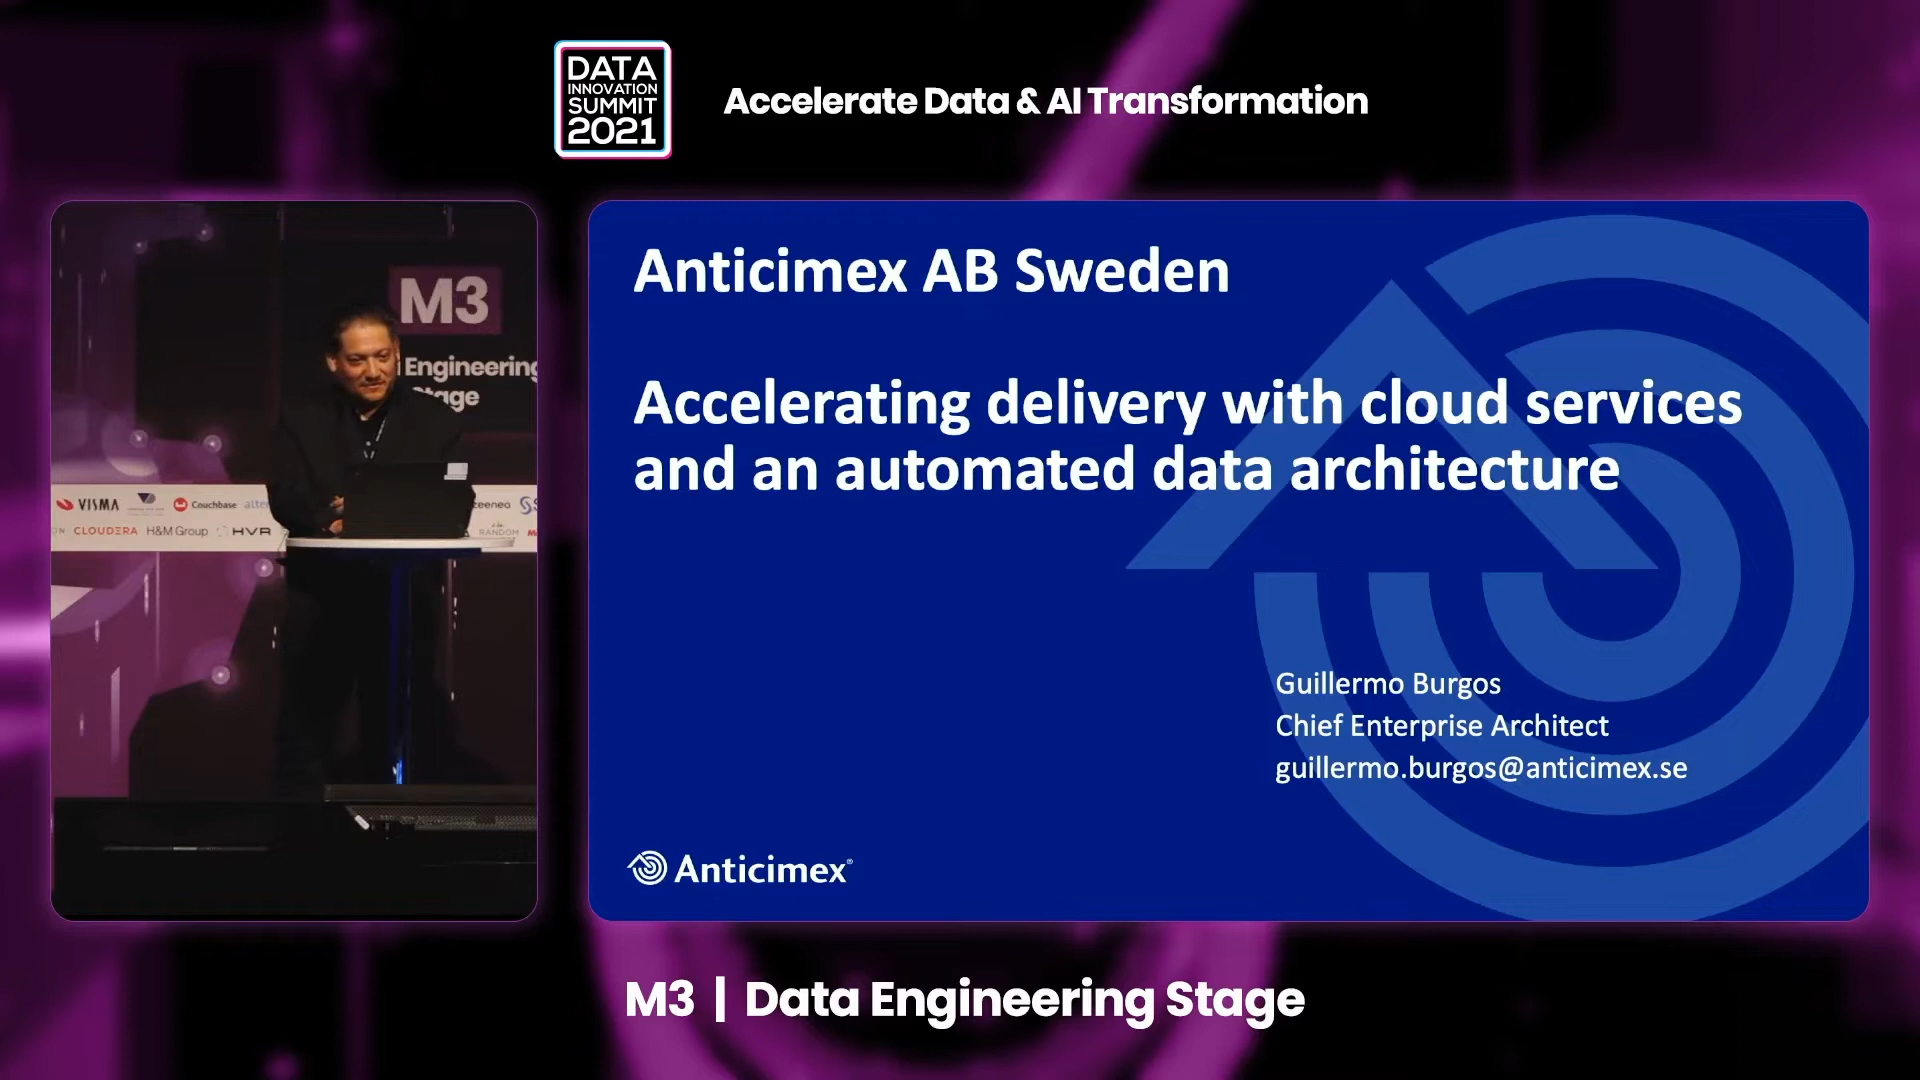 DATA
INNOVATION
SUMMIT
2021
Accelerate Data & AI Transformation
M3
Engineering
Stage
VISMA
Couchbase
CLOUDERA
H&M Group
HVR
RANDOM
Anticimex AB Sweden
Accelerating delivery with cloud services
and an automated data architecture
Guillermo Burgos
Chief Enterprise Architect
guillermo.burgos@anticimex.se
Anticimex®
M3 | Data Engineering Stage